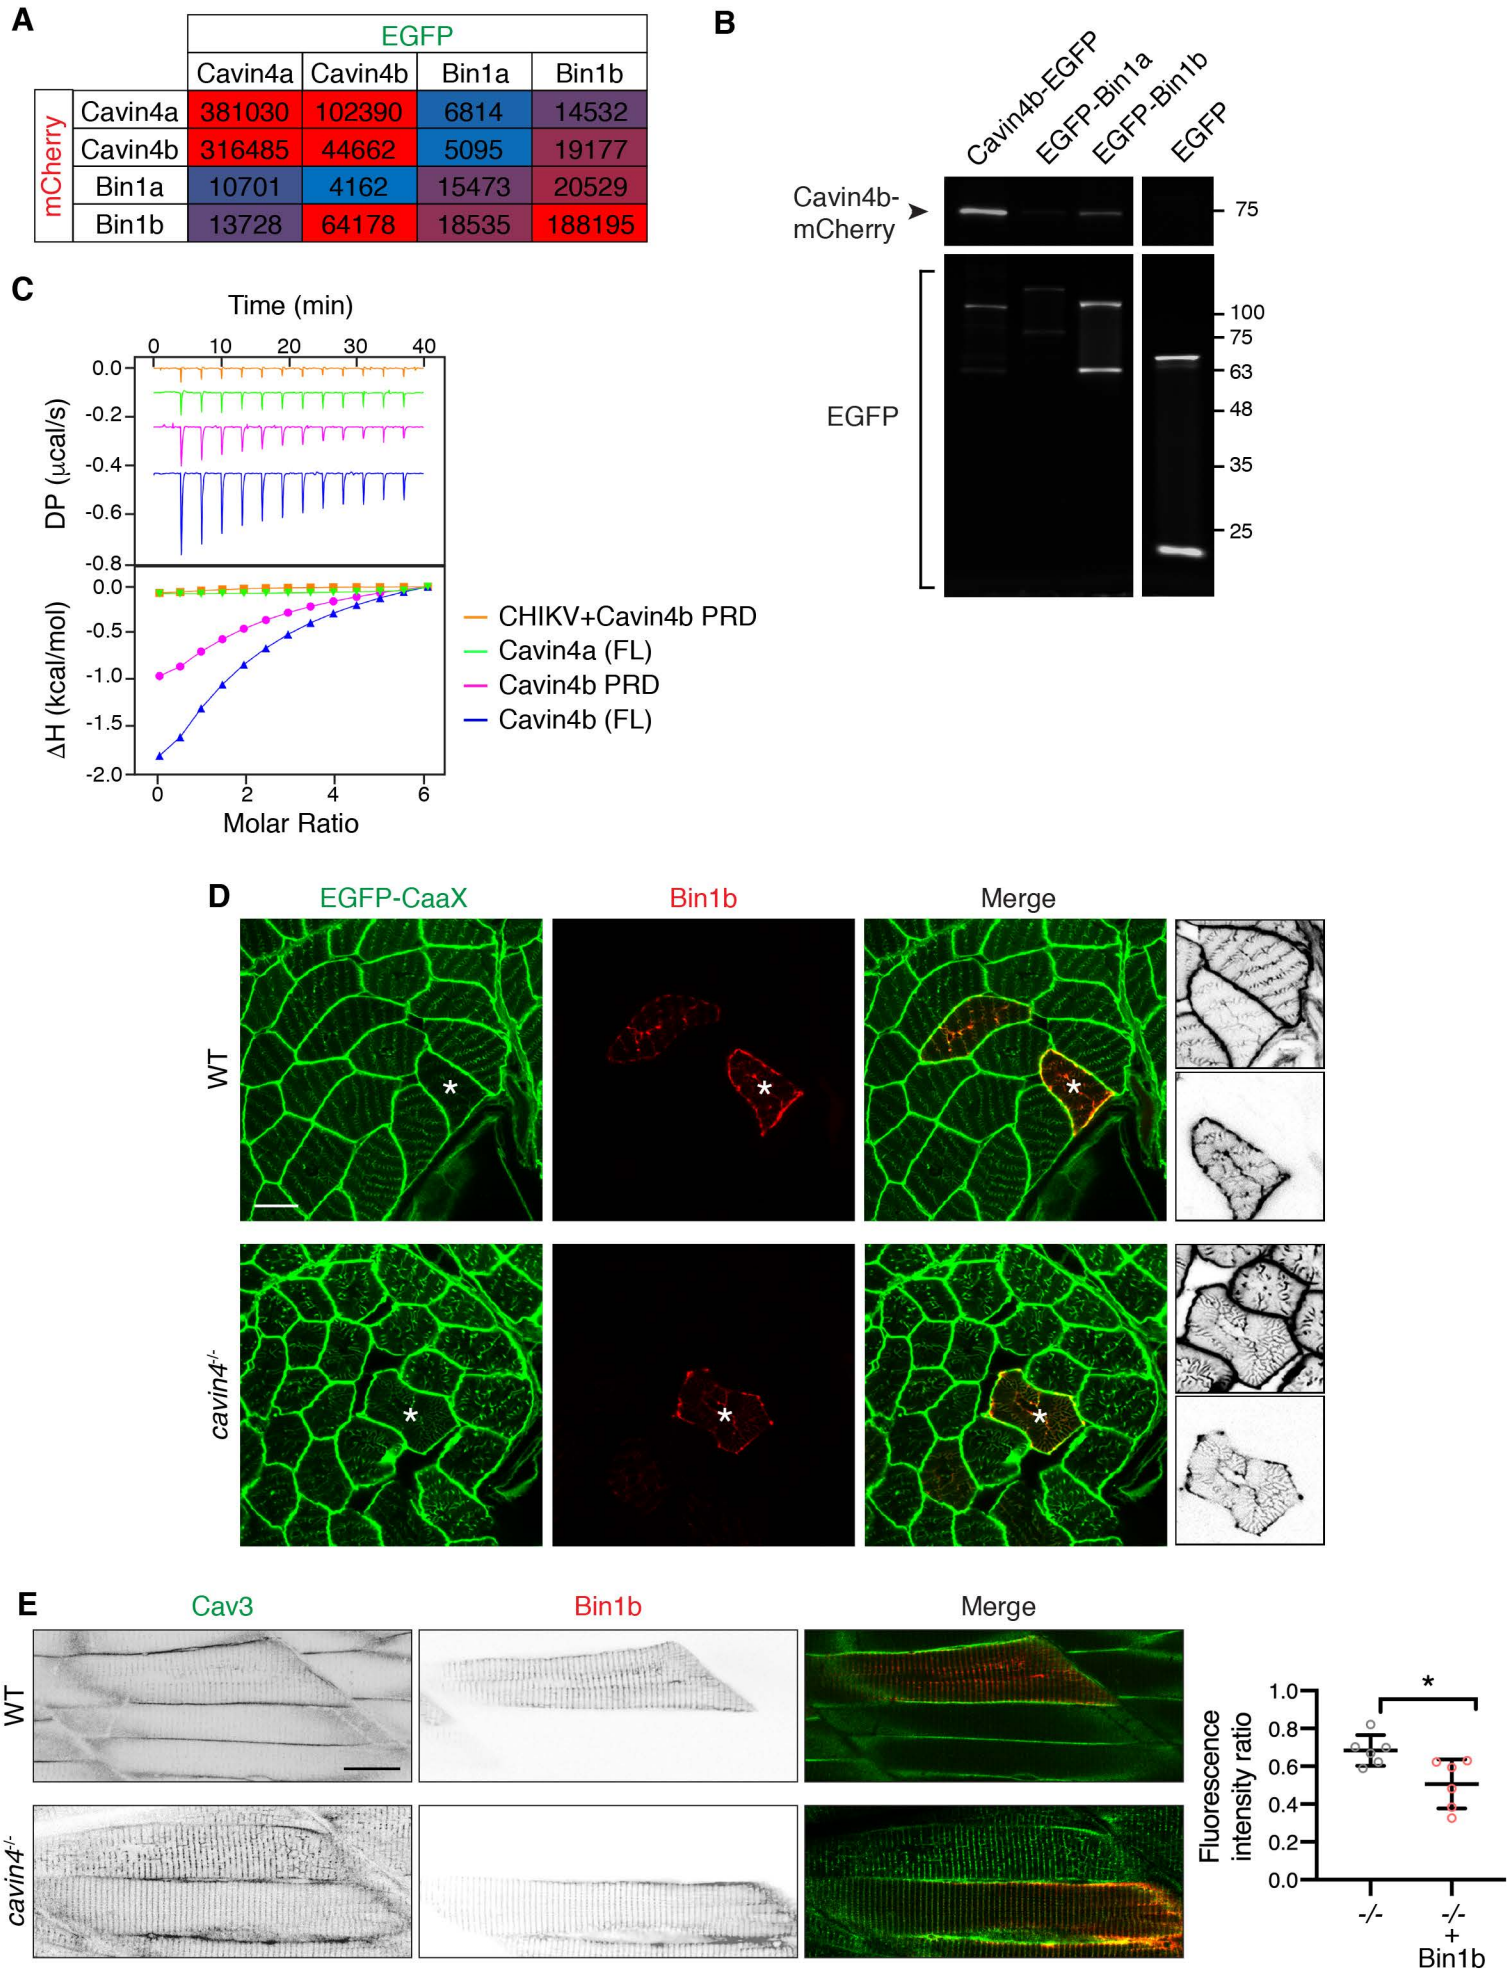 A
EGFP
Cavin4a Cavin4b Bin1a Bin1b
mCherry
Cavin4a 381030 102390 6814 14532
Cavin4b 316485 44662 5095 19177
Bin1a 10701 4162 15473 20529
Bin1b 13728 64178 18535 188195
B
Cavin4b-EGFP
EGFP-Bin1a
EGFP-Bin1b
EGFP
Cavin4b-
mCherry
75
EGFP
100
75
63
48
35
25
C
Time (min)
0 10 20 30 40
DP (μcal/s)
0.0
-0.2
-0.4
-0.6
-0.8
ΔH (kcal/mol)
0.0
-0.5
-1.0
-1.5
-2.0
0 2 4 6
Molar Ratio
CHIKV+Cavin4b PRD
Cavin4a (FL)
Cavin4b PRD
Cavin4b (FL)
D
EGFP-CaaX Bin1b Merge
WT
* * *
cavin4-/-
* * *
E
Cav3 Bin1b Merge
WT
cavin4-/-
Fluorescence
intensity ratio
*
1.0
0.8
0.6
0.4
0.2
0.0
-/- -/-
+
Bin1b